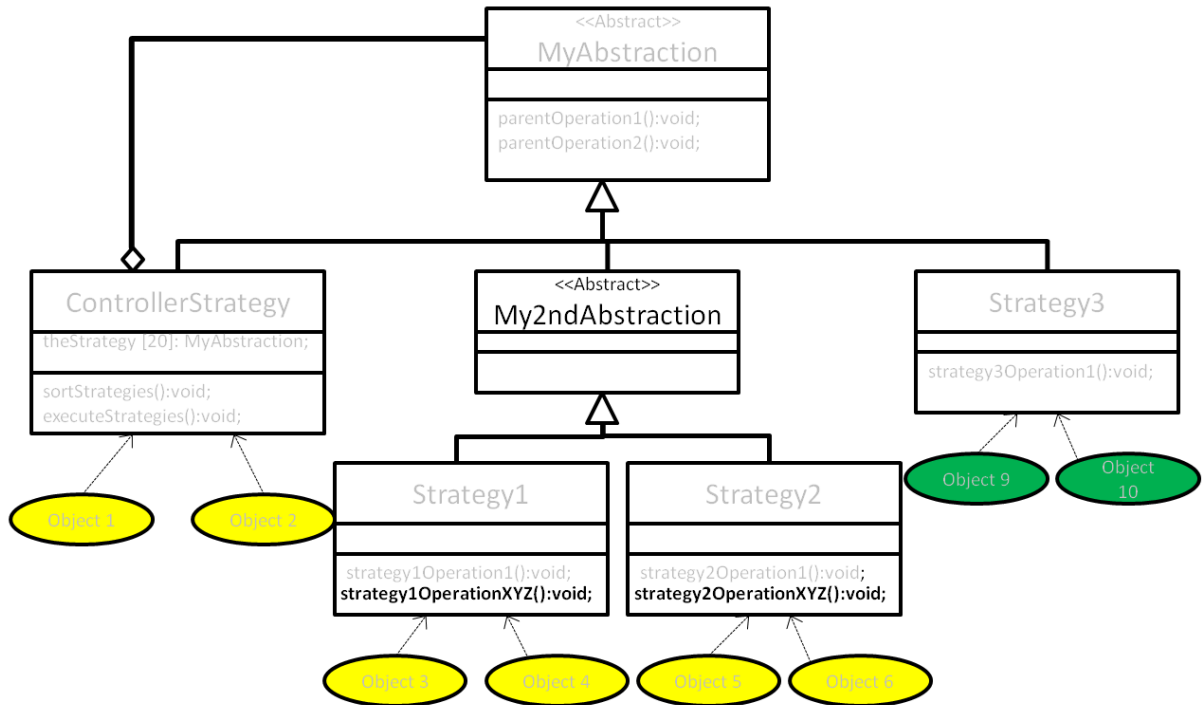 <<Abstract>>
MyAbstraction
parentOperation1():void;
parentOperation2():void;
ControllerStrategy
theStrategy [20]: MyAbstraction;
sortStrategies():void;
executeStrategies():void;
<<Abstract>>
My2ndAbstraction
Strategy3
strategy3Operation1():void;
Object 1
Object 2
Strategy1
strategy1Operation1():void;
strategy1OperationXYZ():void;
Strategy2
strategy2Operation1():void;
strategy2OperationXYZ():void;
Object 9
Object
10
Object 3
Object 4
Object 5
Object 6